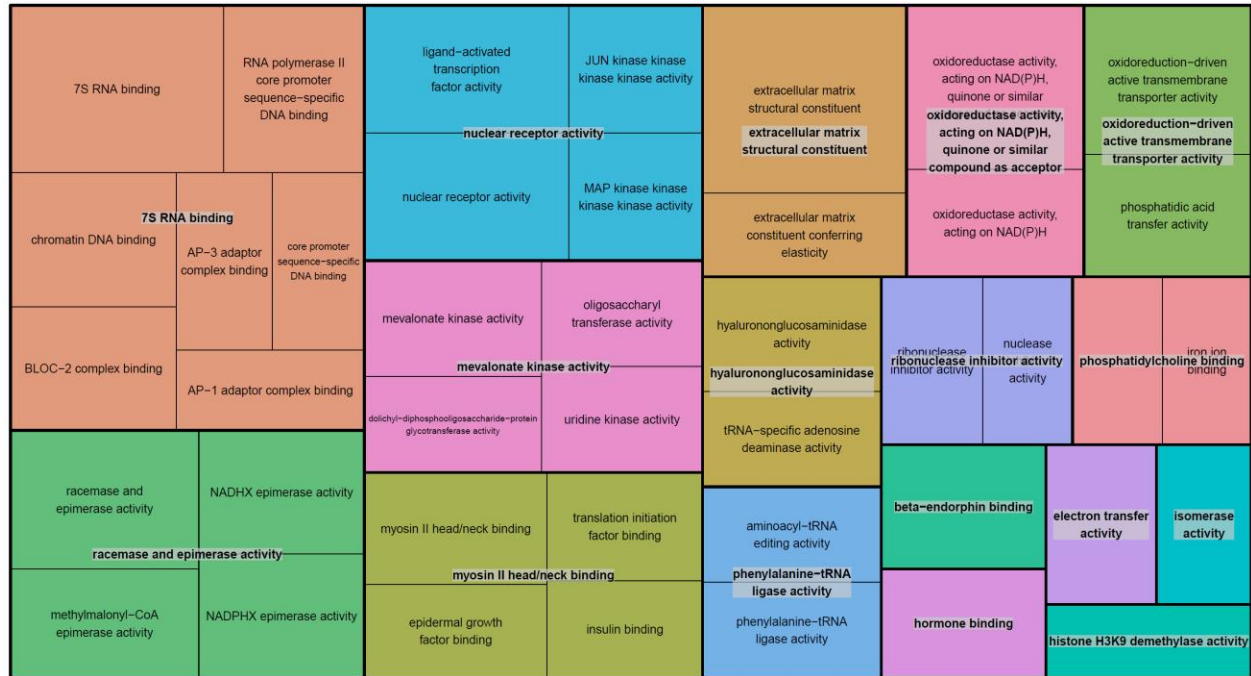 7S RNA binding
RNA polymerase II
core promoter
sequence−specific
DNA binding
chromatin DNA binding
7S RNA binding
AP−3 adaptor
complex binding
core promoter
sequence−specific
DNA binding
BLOC−2 complex binding
AP−1 adaptor complex binding
racemase and
epimerase activity
NADHX epimerase activity
racemase and epimerase activity
methylmalonyl−CoA
epimerase activity
NADPHX epimerase activity
ligand−activated
transcription
factor activity
JUN kinase kinase
kinase kinase activity
nuclear receptor activity
nuclear receptor activity
MAP kinase kinase
kinase kinase activity
mevalonate kinase activity
oligosaccharyl
transferase activity
mevalonate kinase activity
dolichyl−diphosphooligosaccharide−protein
glycotransferase activity
uridine kinase activity
myosin II head/neck binding
translation initiation
factor binding
myosin II head/neck binding
epidermal growth
factor binding
insulin binding
extracellular matrix
structural constituent
extracellular matrix
structural constituent
extracellular matrix
constituent conferring
elasticity
oxidoreductase activity,
acting on NAD(P)H,
quinone or similar
oxidoreductase activity,
acting on NAD(P)H,
quinone or similar
compound as acceptor
oxidoreductase activity,
acting on NAD(P)H
oxidoreduction−driven
active transmembrane
transporter activity
oxidoreduction−driven
active transmembrane
transporter activity
phosphatidic acid
transfer activity
hyalurononglucosaminidase
activity
hyalurononglucosaminidase
activity
tRNA−specific adenosine
deaminase activity
ribonuclease
inhibitor activity
nuclease
activity
ribonuclease inhibitor activity
phosphatidylcholine binding
iron ion
binding
aminoacyl−tRNA
editing activity
phenylalanine−tRNA
ligase activity
phenylalanine−tRNA
ligase activity
beta−endorphin binding
electron transfer
activity
isomerase
activity
hormone binding
histone H3K9 demethylase activity